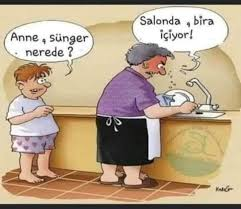 Anne , sünger
nerede ?
Salonda , bira
içiyor!